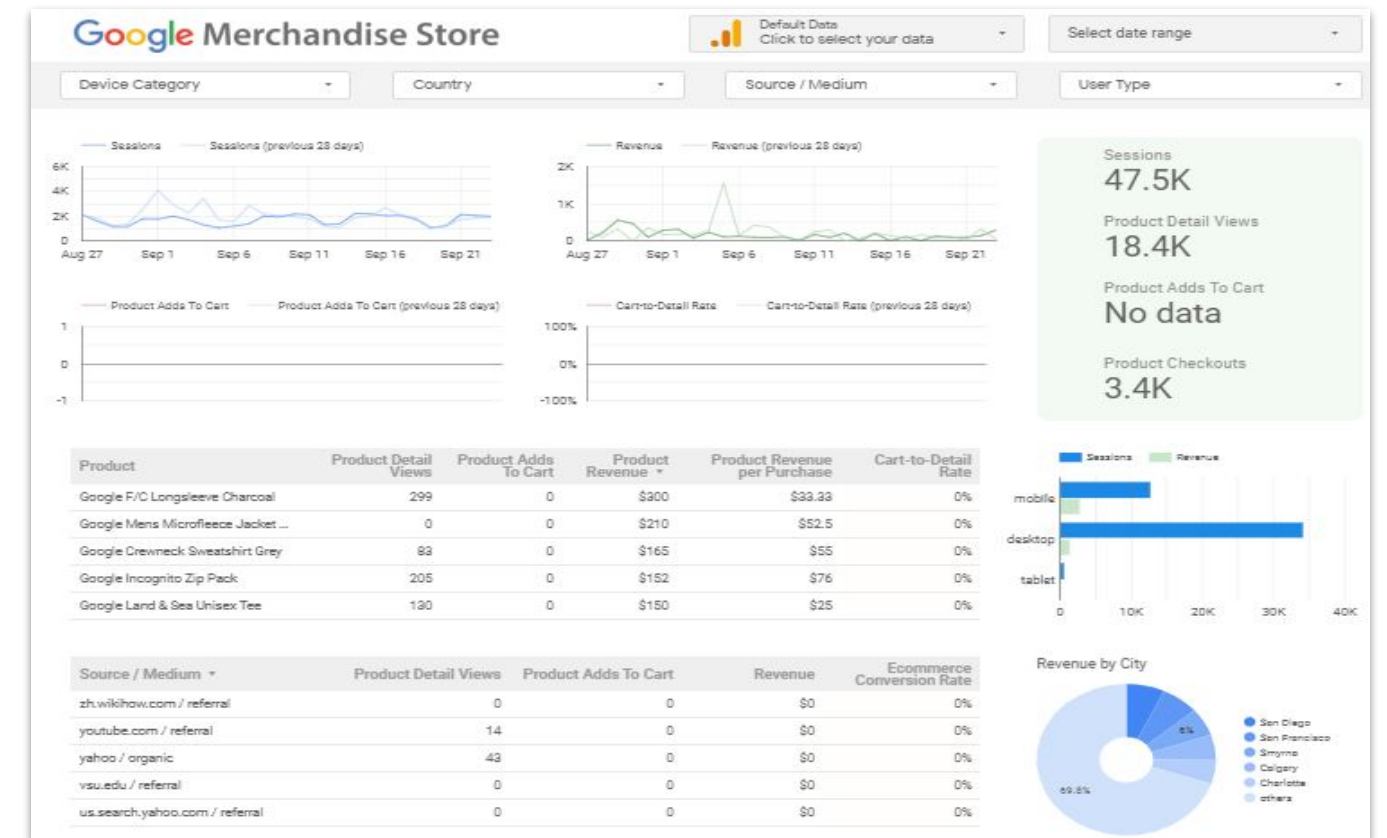 Google Merchandise Store
Default Data
Click to select your data
Select date range
Device Category
Country
Source / Medium
User Type
Sessions
Sessions (previous 28 days)
6K
4K
2K
0
Aug 27
Sep 1
Sep 6
Sep 11
Sep 16
Sep 21
Revenue
Revenue (previous 28 days)
2K
1K
0
Aug 27
Sep 1
Sep 6
Sep 11
Sep 16
Sep 21
Sessions
47.5K
Product Detail Views
18.4K
Product Adds To Cart
No data
Product Checkouts
3.4K
Product Adds To Cart
Product Adds To Cart (previous 28 days)
1
0
-1
Cart-to-Detail Rate
Cart-to-Detail Rate (previous 28 days)
100%
0%
-100%
Product
Product Detail Views
Product Adds To Cart
Product Revenue
Product Revenue per Purchase
Cart-to-Detail Rate
Google F/C Longsleeve Charcoal 299 0 $300 $33.33 0%
Google Mens Microfleece Jacket ... 0 0 $210 $52.5 0%
Google Crewneck Sweatshirt Grey 83 0 $165 $55 0%
Google Incognito Zip Pack 205 0 $152 $76 0%
Google Land & Sea Unisex Tee 130 0 $150 $25 0%
Sessions
Revenue
mobile
desktop
tablet
0 10K 20K 30K 40K
Source / Medium
Product Detail Views
Product Adds To Cart
Revenue
Ecommerce Conversion Rate
zh.wikihow.com / referral 0 0 $0 0%
youtube.com / referral 14 0 $0 0%
yahoo / organic 43 0 $0 0%
vsu.edu / referral 0 0 $0 0%
us.search.yahoo.com / referral 0 0 $0 0%
Revenue by City
6%
69.8%
San Diego
San Francisco
Smyrna
Calgary
Charlotte
others